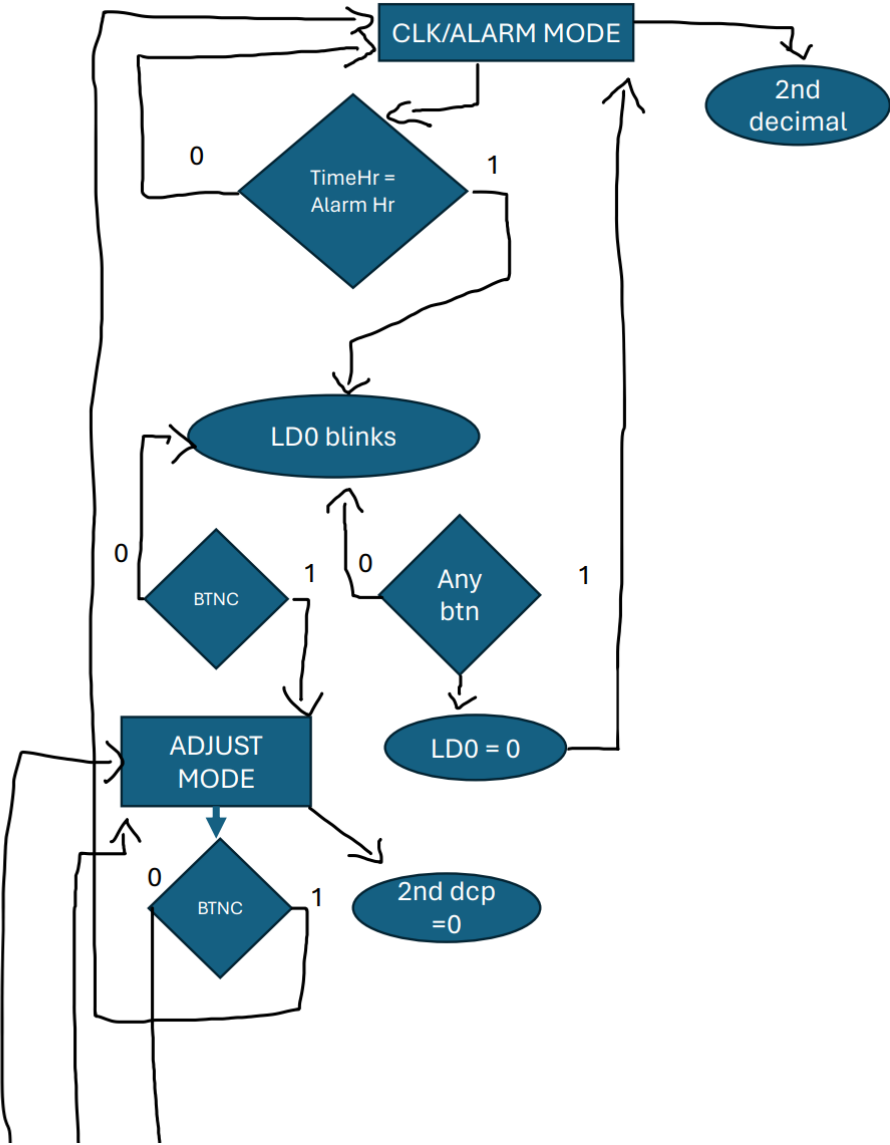 CLK/ALARM MODE
2nd
decimal
0
1
TimeHr =
Alarm Hr
LD0 blinks
0
1
0
1
BTNC
Any
btn
ADJUST
MODE
LD0 = 0
0
1
BTNC
2nd dcp
=0